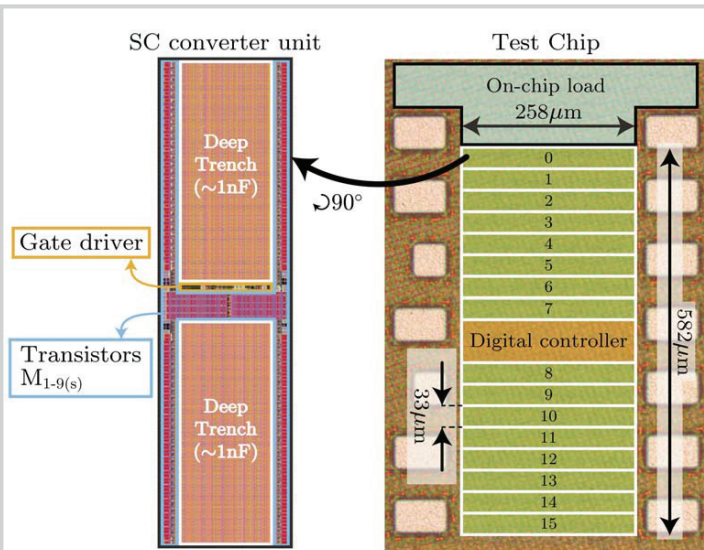 SC converter unit
Deep
Trench
(~1nF)
Gate driver
Transistors
M1-9(s)
Deep
Trench
(~1nF)
↻90°
Test Chip
On-chip load
258μm
0
1
2
3
4
5
6
7
Digital controller
8
9
10
11
12
13
14
15
33μm
582μm